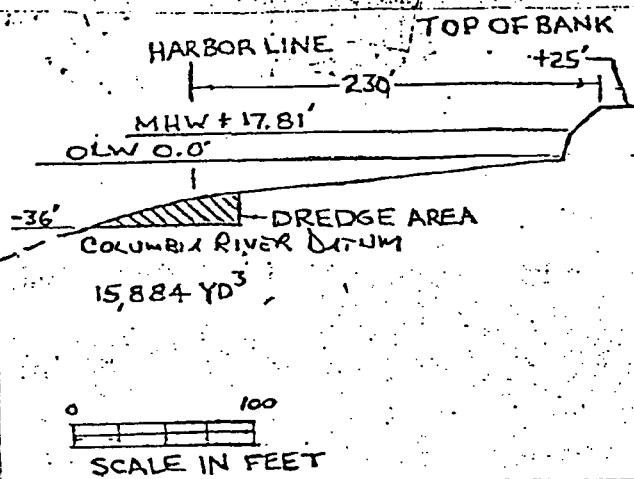 TOP OF BANK
HARBOR LINE
+25'
230'
MHW + 17.81'
OLW 0.0'
-36'
DREDGE AREA
COLUMBIA RIVER DATUM
15,884 YD³
0 100
SCALE IN FEET